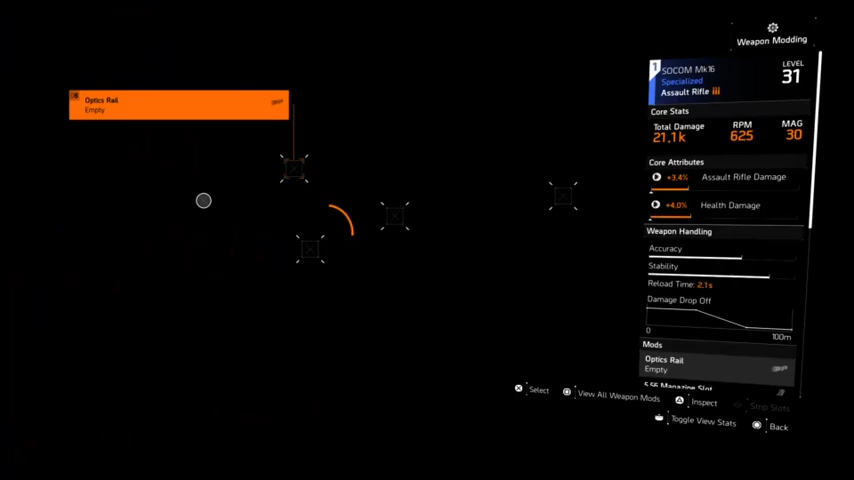 Weapon Modding
Optics Rail
Empty
1
SOCOM Mk16
Specialized
Assault Rifle
LEVEL
31
Core Stats
Total Damage
21.1k
RPM
625
MAG
30
Core Attributes
+3.4% Assault Rifle Damage
+4.0% Health Damage
Weapon Handling
Accuracy
Stability
Reload Time: 2.1s
Damage Drop Off
0 100m
Mods
Optics Rail
Empty
5.56 Magazine Slot
Select View All Weapon Mods Inspect Strip Slots
Toggle View Stats Back